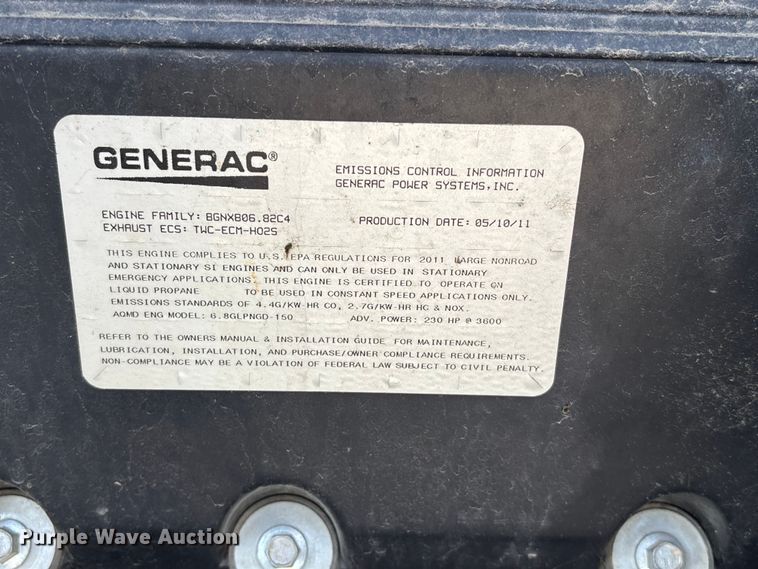 GENERAC®
EMISSIONS CONTROL INFORMATION
GENERAC POWER SYSTEMS, INC.
ENGINE FAMILY: BGNXB06.82C4
PRODUCTION DATE: 05/10/11
EXHAUST ECS: TWC-ECM-HO2S
THIS ENGINE COMPLIES TO U.S. EPA REGULATIONS FOR 2011 LARGE NONROAD
AND STATIONARY SI ENGINES AND CAN ONLY BE USED IN STATIONARY
EMERGENCY APPLICATIONS. THIS ENGINE IS CERTIFIED TO OPERATE ON
LIQUID PROPANE TO BE USED IN CONSTANT SPEED APPLICATIONS ONLY.
EMISSIONS STANDARDS OF 4.4G/KW-HR CO, 2.7G/KW-HR HC & NOX.
AQMD ENG MODEL: 6.8GLPNGD-150 ADV. POWER: 230 HP @ 3600
REFER TO THE OWNERS MANUAL & INSTALLATION GUIDE FOR MAINTENANCE,
LUBRICATION, INSTALLATION, AND PURCHASE/OWNER COMPLIANCE REQUIREMENTS.
NON-COMPLIANCE MAY BE A VIOLATION OF FEDERAL LAW SUBJECT TO CIVIL PENALTY.
Purple Wave Auction